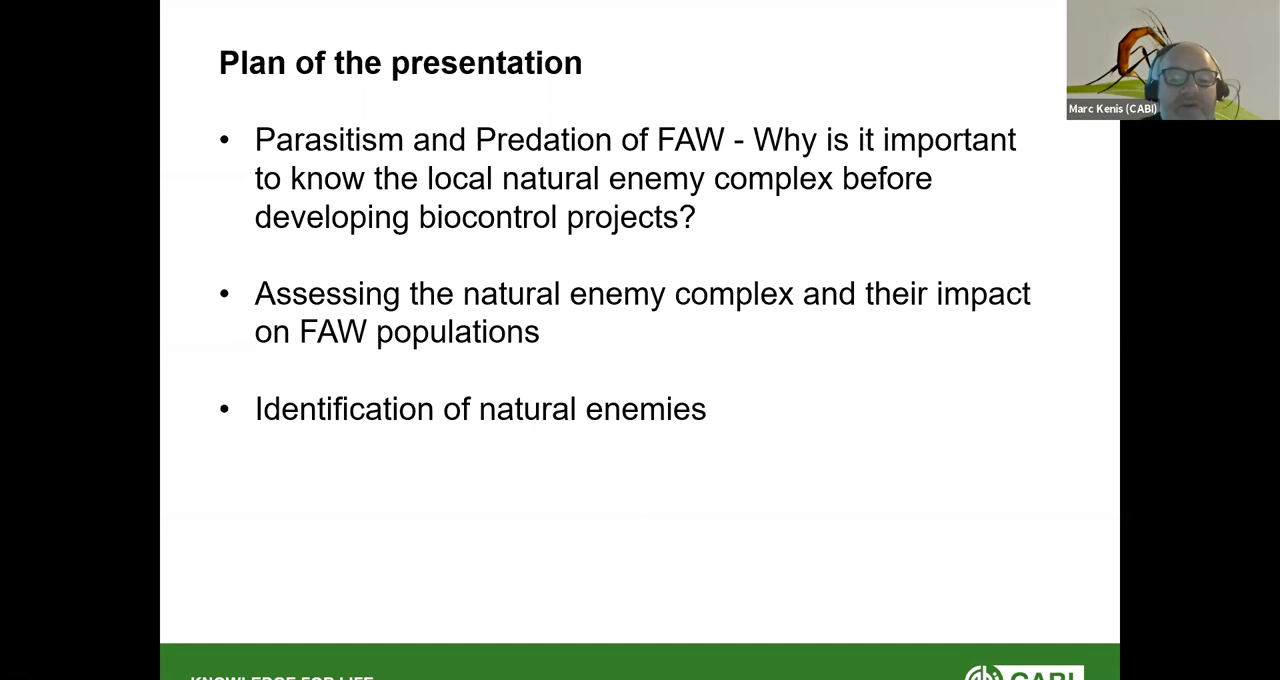 Plan of the presentation
Marc Kenis (CABI)
• Parasitism and Predation of FAW - Why is it important
to know the local natural enemy complex before
developing biocontrol projects?
• Assessing the natural enemy complex and their impact
on FAW populations
• Identification of natural enemies
KNOWLEDGE FOR LIFE
CABI